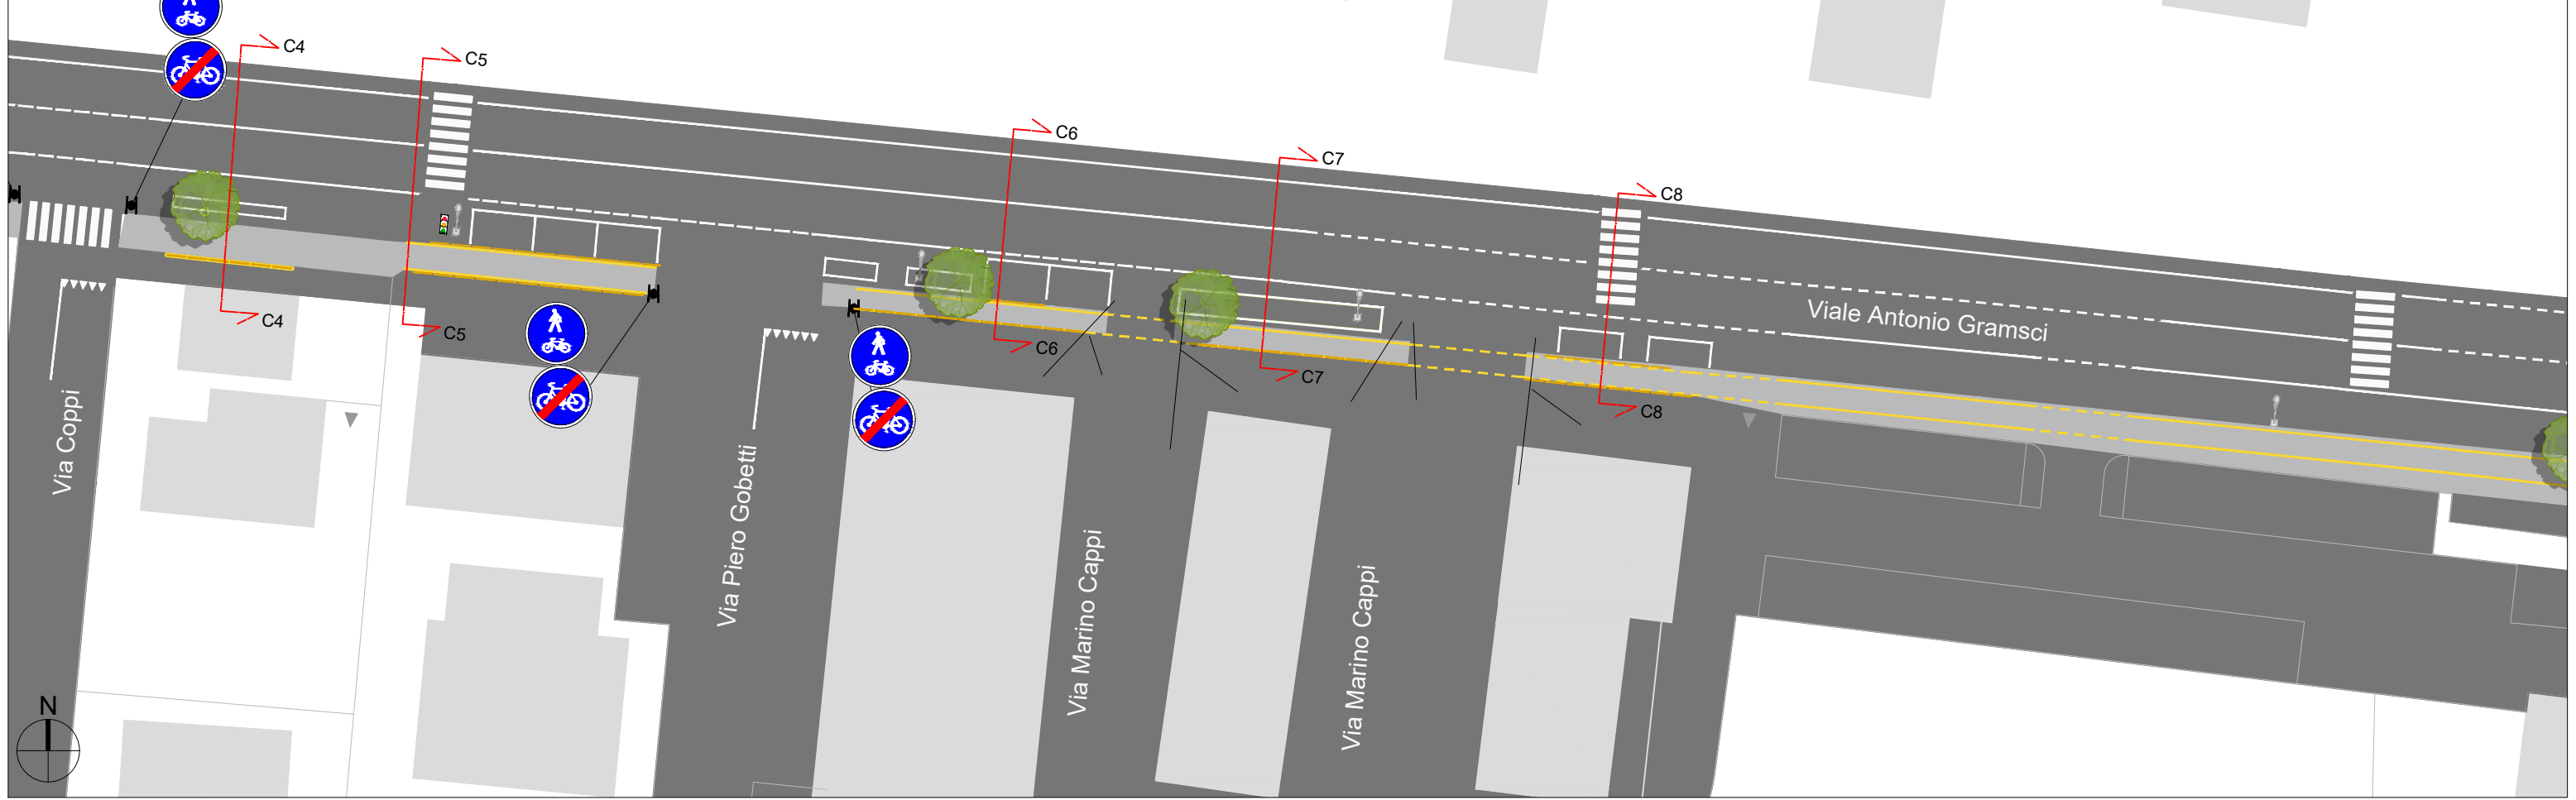 C4
C5
C6
C7
C8
Viale Antonio Gramsci
C4
C5
C6
C7
C8
Via Coppi
Via Piero Gobetti
Via Marino Cappi
Via Marino Cappi
N